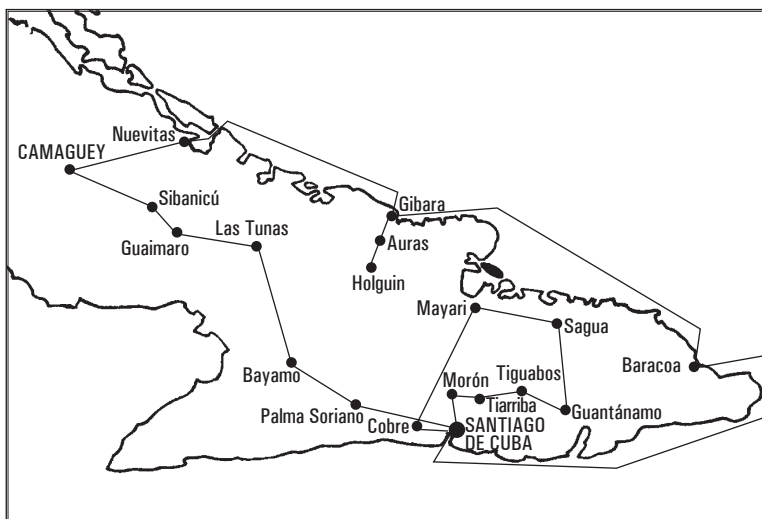 Nuevitas
CAMAGUEY
Sibanicú
Gibara
Guaimaro
Las Tunas
Auras
Holguin
Mayari
Sagua
Baracoa
Bayamo
Morón
Tiguabos
Tiarriba
Palma Soriano
Cobre
Guantánamo
SANTIAGO
DE CUBA